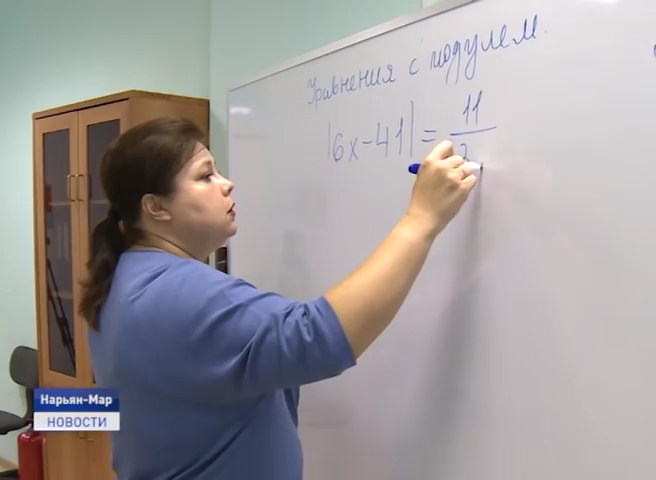 Уравнения с модулем.
|6x-41| = 11
Нарьян-Мар
НОВОСТИ